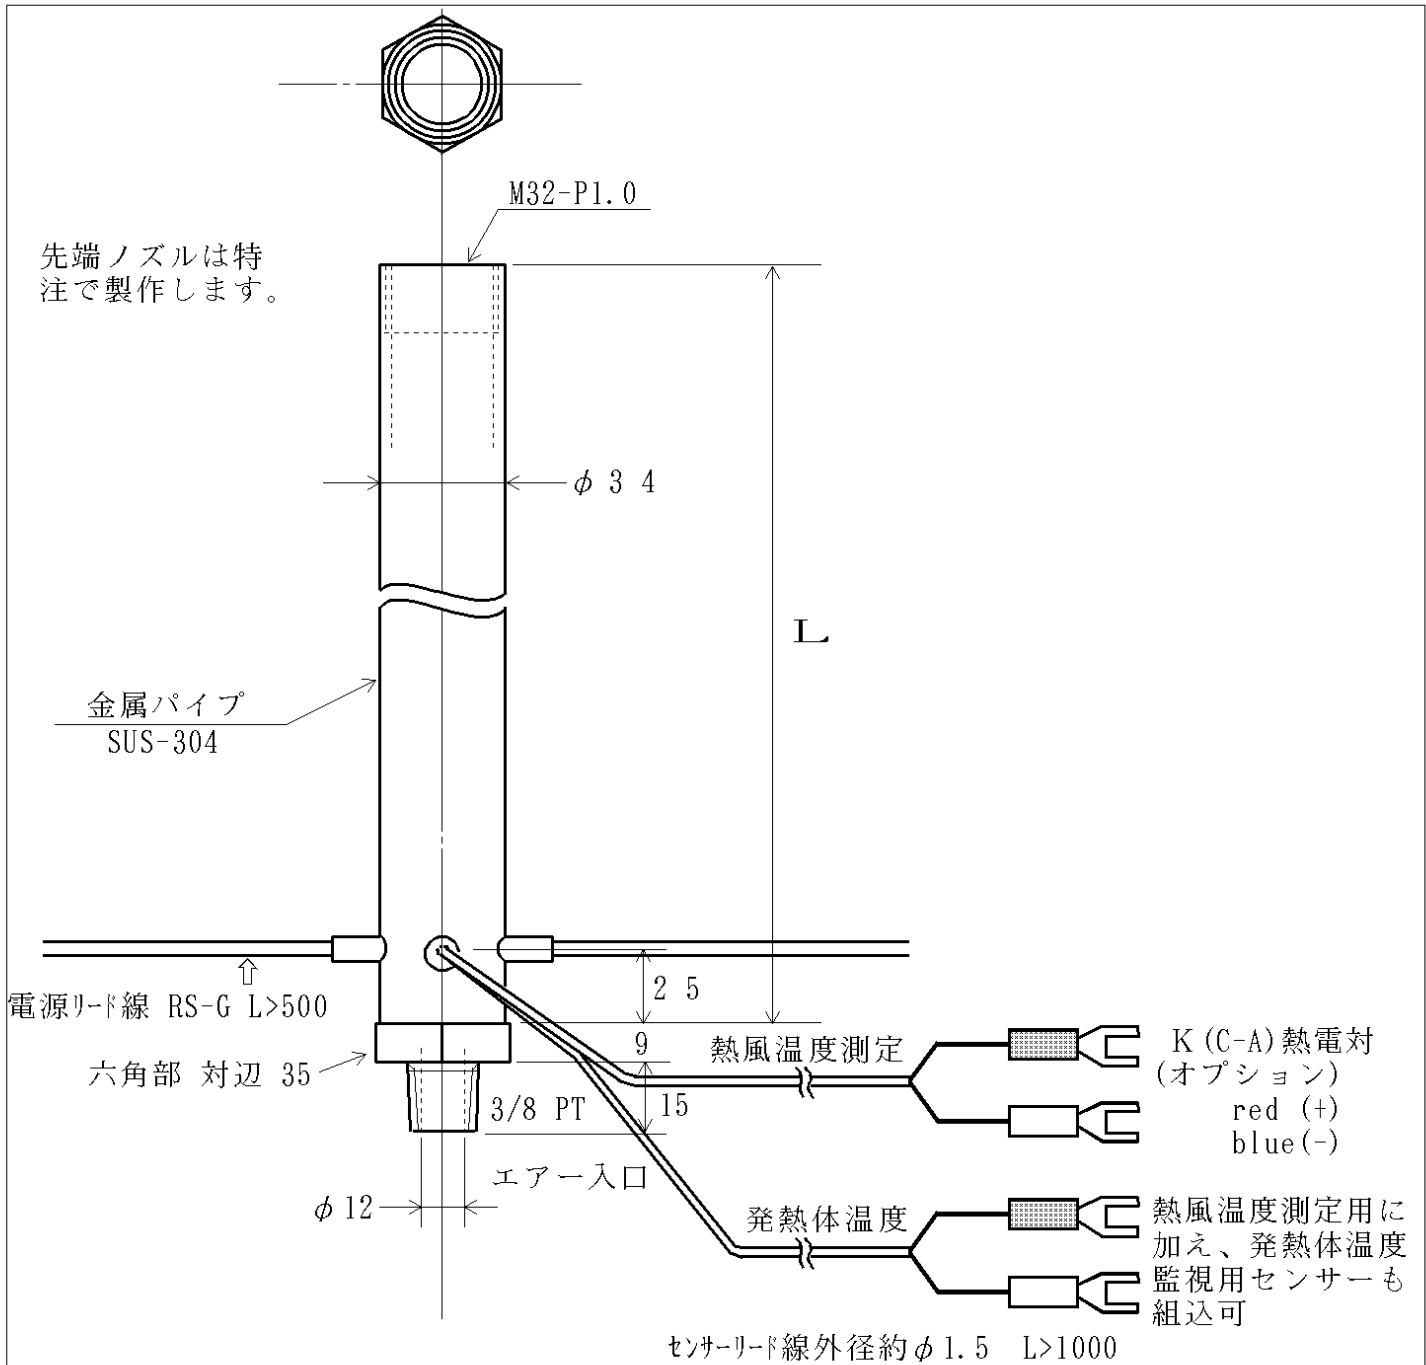 M32-P1.0
先端ノズルは特
注で製作します。
φ34
L
金属パイプ
SUS-304
電源リード線 RS-G L>500
25
六角部 対辺 35
9
15
3/8 PT
エアー入口
φ12
熱風温度測定
K(C-A)熱電対
(オプション)
red (+)
blue(-)
発熱体温度
熱風温度測定用に
加え、発熱体温度
監視用センサーも
組込可
センサーリード線外径約φ1.5 L>1000